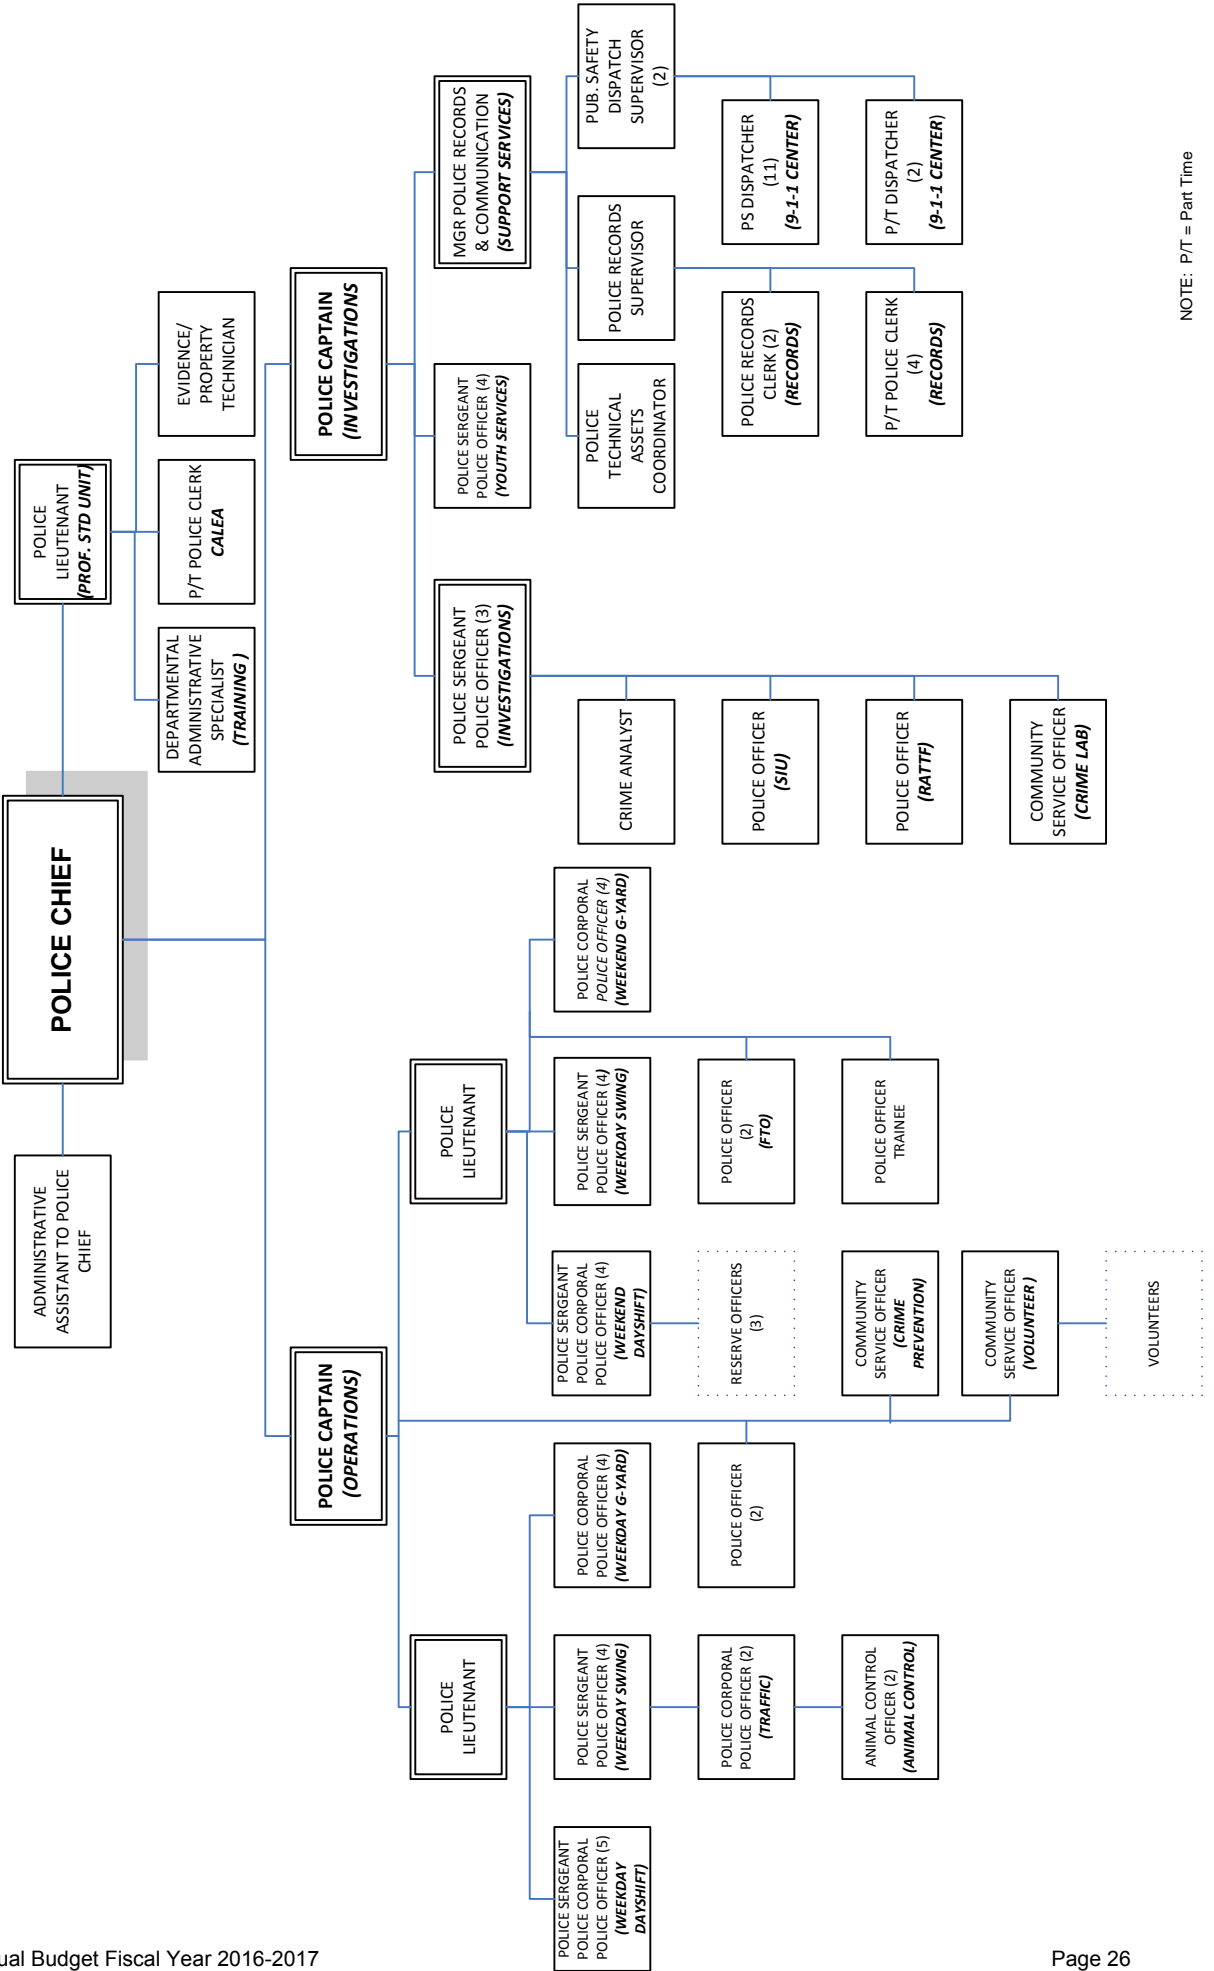 POLICE CHIEF
ADMINISTRATIVE
ASSISTANT TO POLICE
CHIEF
POLICE
LIEUTENANT
(PROF. STD UNIT)
DEPARTMENTAL
ADMINISTRATIVE
SPECIALIST
(TRAINING )
P/T POLICE CLERK
CALEA
EVIDENCE/
PROPERTY
TECHNICIAN
POLICE CAPTAIN
(OPERATIONS)
POLICE CAPTAIN
(INVESTIGATIONS
POLICE
LIEUTENANT
POLICE
LIEUTENANT
POLICE SERGEANT
POLICE OFFICER (3)
(INVESTIGATIONS)
POLICE SERGEANT
POLICE OFFICER (4)
(YOUTH SERVICES)
MGR POLICE RECORDS
& COMMUNICATION
(SUPPORT SERVICES)
POLICE SERGEANT
POLICE CORPORAL
POLICE OFFICER (5)
(WEEKDAY
DAYSHIFT)
POLICE SERGEANT
POLICE OFFICER (4)
(WEEKDAY SWING)
POLICE CORPORAL
POLICE OFFICER (4)
(WEEKDAY G-YARD)
POLICE SERGEANT
POLICE CORPORAL
POLICE OFFICER (4)
(WEEKEND
DAYSHIFT)
POLICE SERGEANT
POLICE OFFICER (4)
(WEEKDAY SWING)
POLICE CORPORAL
POLICE OFFICER (4)
(WEEKEND G-YARD)
CRIME ANALYST
POLICE
TECHNICAL
ASSETS
COORDINATOR
POLICE RECORDS
SUPERVISOR
PUB. SAFETY
DISPATCH
SUPERVISOR
(2)
POLICE CORPORAL
POLICE OFFICER (2)
(TRAFFIC)
POLICE OFFICER
(2)
RESERVE OFFICERS
(3)
POLICE OFFICER
(2)
(FTO)
POLICE OFFICER
(SIU)
POLICE RECORDS
CLERK (2)
(RECORDS)
PS DISPATCHER
(11)
(9-1-1 CENTER)
ANIMAL CONTROL
OFFICER (2)
(ANIMAL CONTROL)
COMMUNITY
SERVICE OFFICER
(CRIME
PREVENTION)
POLICE OFFICER
TRAINEE
POLICE OFFICER
(RATTF)
P/T POLICE CLERK
(4)
(RECORDS)
P/T DISPATCHER
(2)
(9-1-1 CENTER)
COMMUNITY
SERVICE OFFICER
(VOLUNTEER )
COMMUNITY
SERVICE OFFICER
(CRIME LAB)
VOLUNTEERS
NOTE:  P/T = Part Time
ual Budget Fiscal Year 2016-2017
Page 26